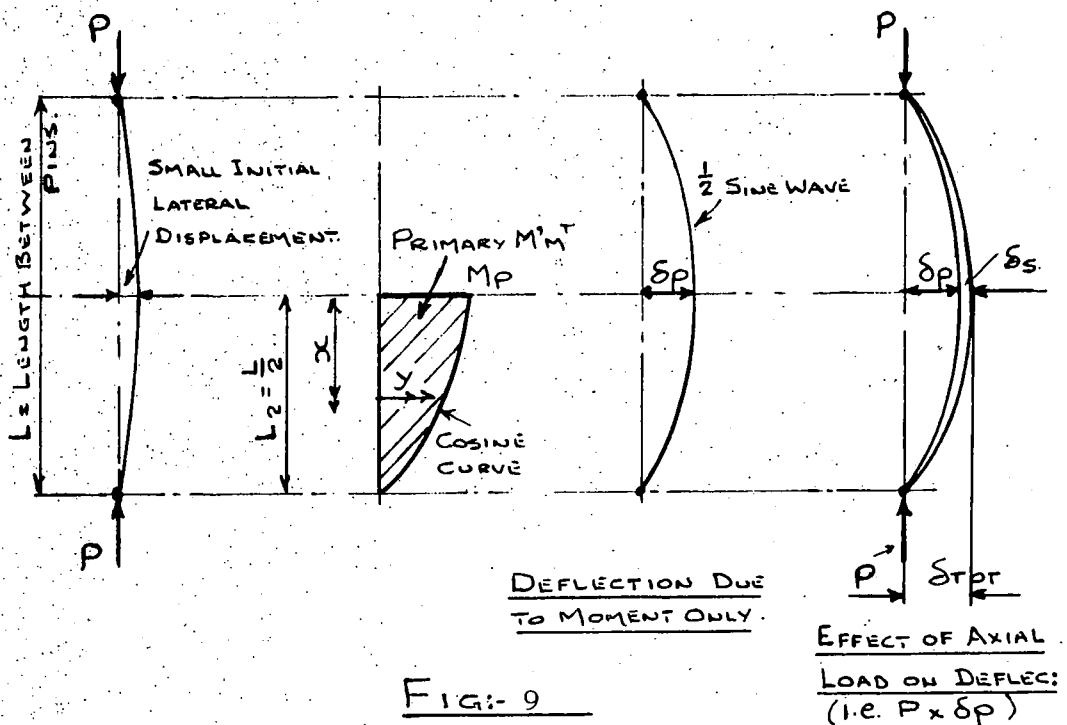 P
P
L = LENGTH BETWEEN
PINS.
SMALL INITIAL
LATERAL
DISPLACEMENT.
P
PRIMARY M'MT
MP
L2 = L/2
x
y
COSINE
CURVE
1/2 SINE WAVE
δP
δP
δS.
P
δTOT
DEFLECTION DUE
TO MOMENT ONLY.
EFFECT OF AXIAL
LOAD ON DEFLEC:
(I.E. P x δP)
FIG:- 9